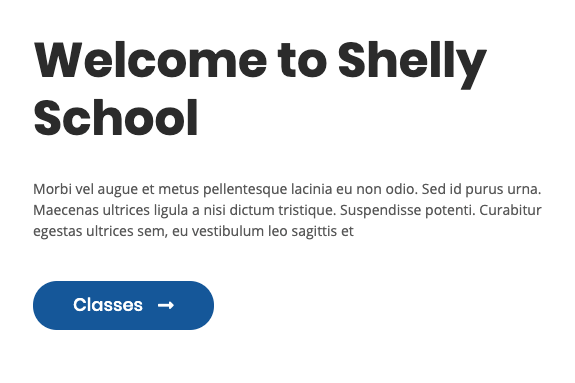 Welcome to Shelly
School
Morbi vel augue et metus pellentesque lacinia eu non odio. Sed id purus urna.
Maecenas ultrices ligula a nisi dictum tristique. Suspendisse potenti. Curabitur
egestas ultrices sem, eu vestibulum leo sagittis et
Classes →